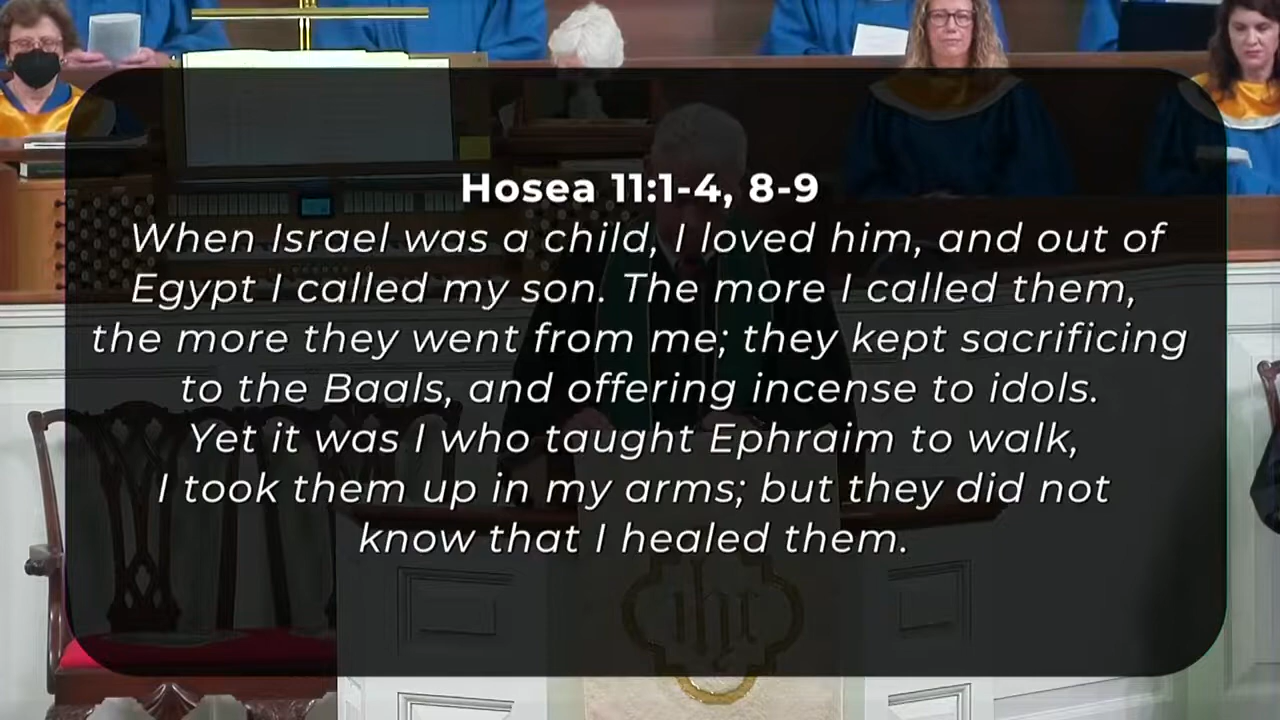 Hosea 11:1-4, 8-9
When Israel was a child, I loved him, and out of
Egypt I called my son. The more I called them,
the more they went from me; they kept sacrificing
to the Baals, and offering incense to idols.
Yet it was I who taught Ephraim to walk,
I took them up in my arms; but they did not
know that I healed them.
ihc